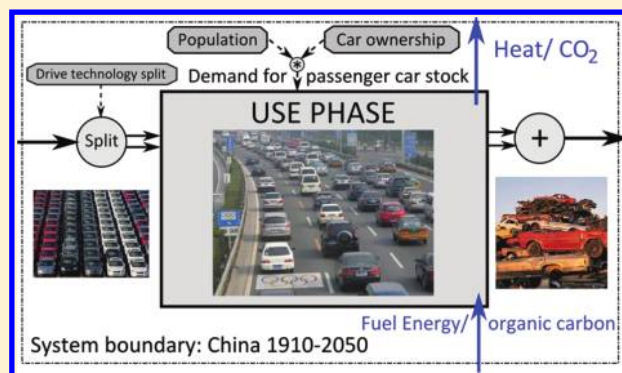 Population
Car ownership
Heat/ CO₂
Drive technology split
*
Demand for passenger car stock
USE PHASE
Split
+
Fuel Energy/ organic carbon
System boundary: China 1910-2050